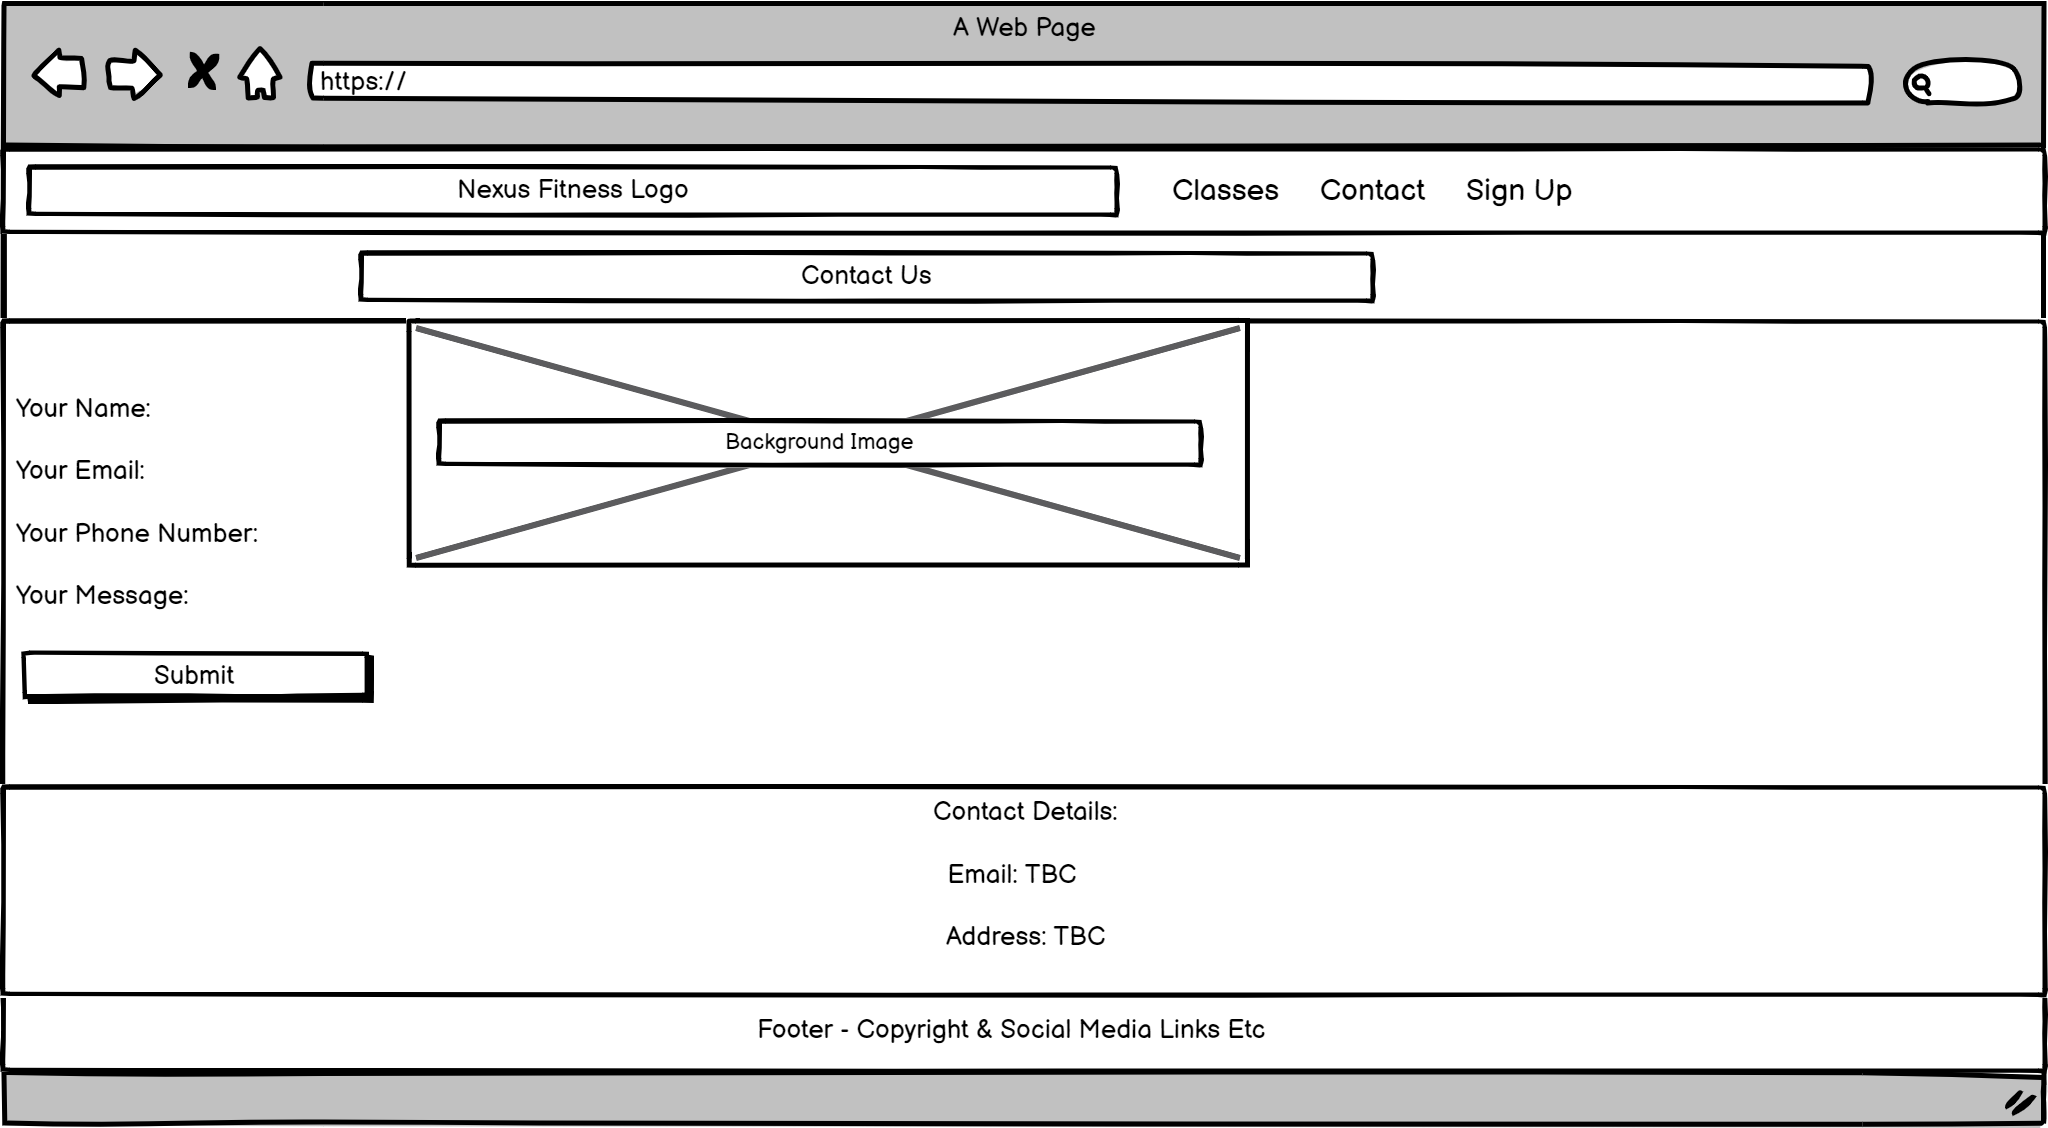 A Web Page
https://
Nexus Fitness Logo
Classes Contact Sign Up
Contact Us
Your Name:
Background Image
Your Email:
Your Phone Number:
Your Message:
Submit
Contact Details:
Email: TBC
Address: TBC
Footer - Copyright & Social Media Links Etc